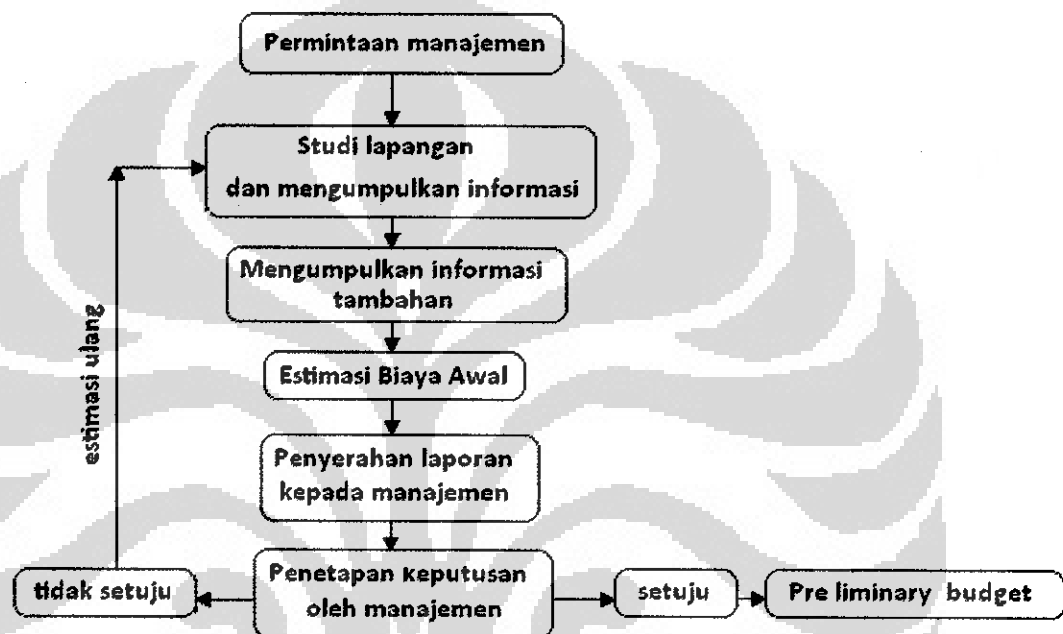 Permintaan manajemen
Studi lapangan
dan mengumpulkan informasi
Mengumpulkan informasi
tambahan
estimasi ulang
Estimasi Biaya Awal
Penyerahan laporan
kepada manajemen
tidak setuju
Penetapan keputusan
oleh manajemen
setuju
Pre liminary budget